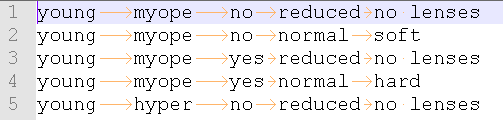 1 young myope no reduced no lenses
2 young myope no normal soft
3 young myope yes reduced no lenses
4 young myope yes normal hard
5 young hyper no reduced no lenses